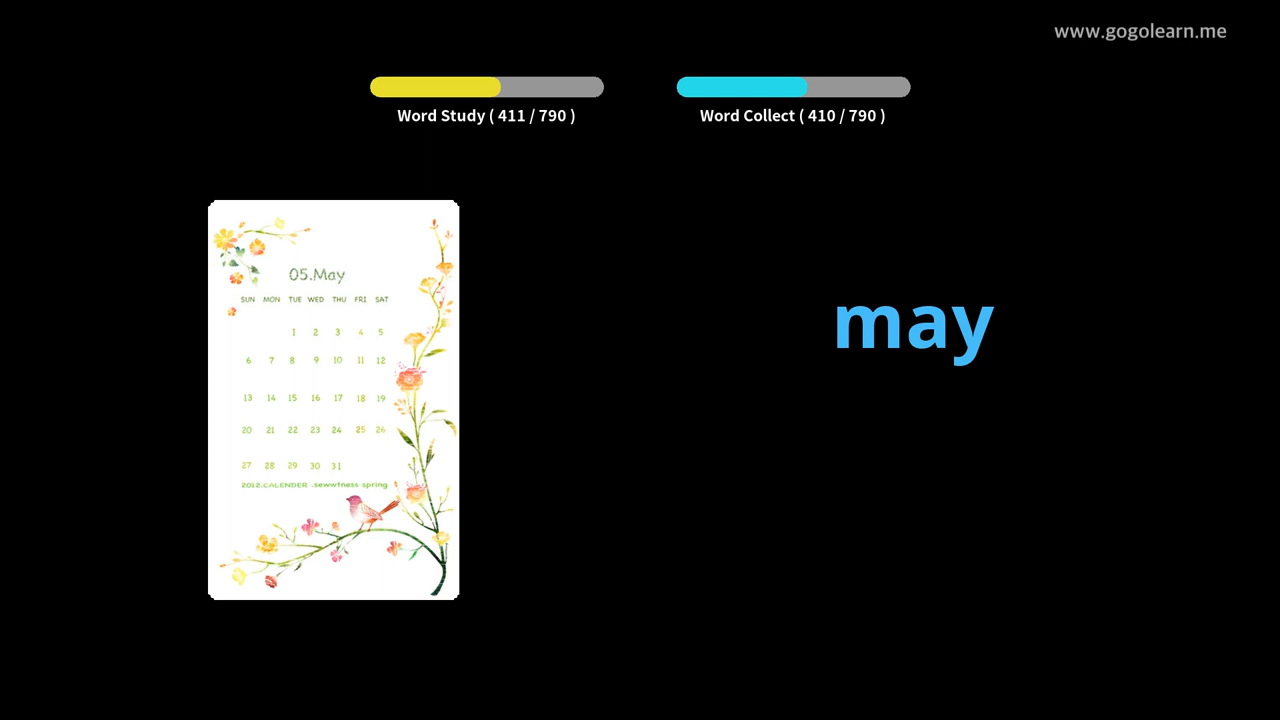 www.gogolearn.me
Word Study ( 411 / 790 )
Word Collect ( 410 / 790 )
05.May
SUN MON TUE WED THU FRI SAT
1 2 3 4 5
6 7 8 9 10 11 12
13 14 15 16 17 18 19
20 21 22 23 24 25 26
27 28 29 30 31
2012.CALENDER .sewwtness spring
may